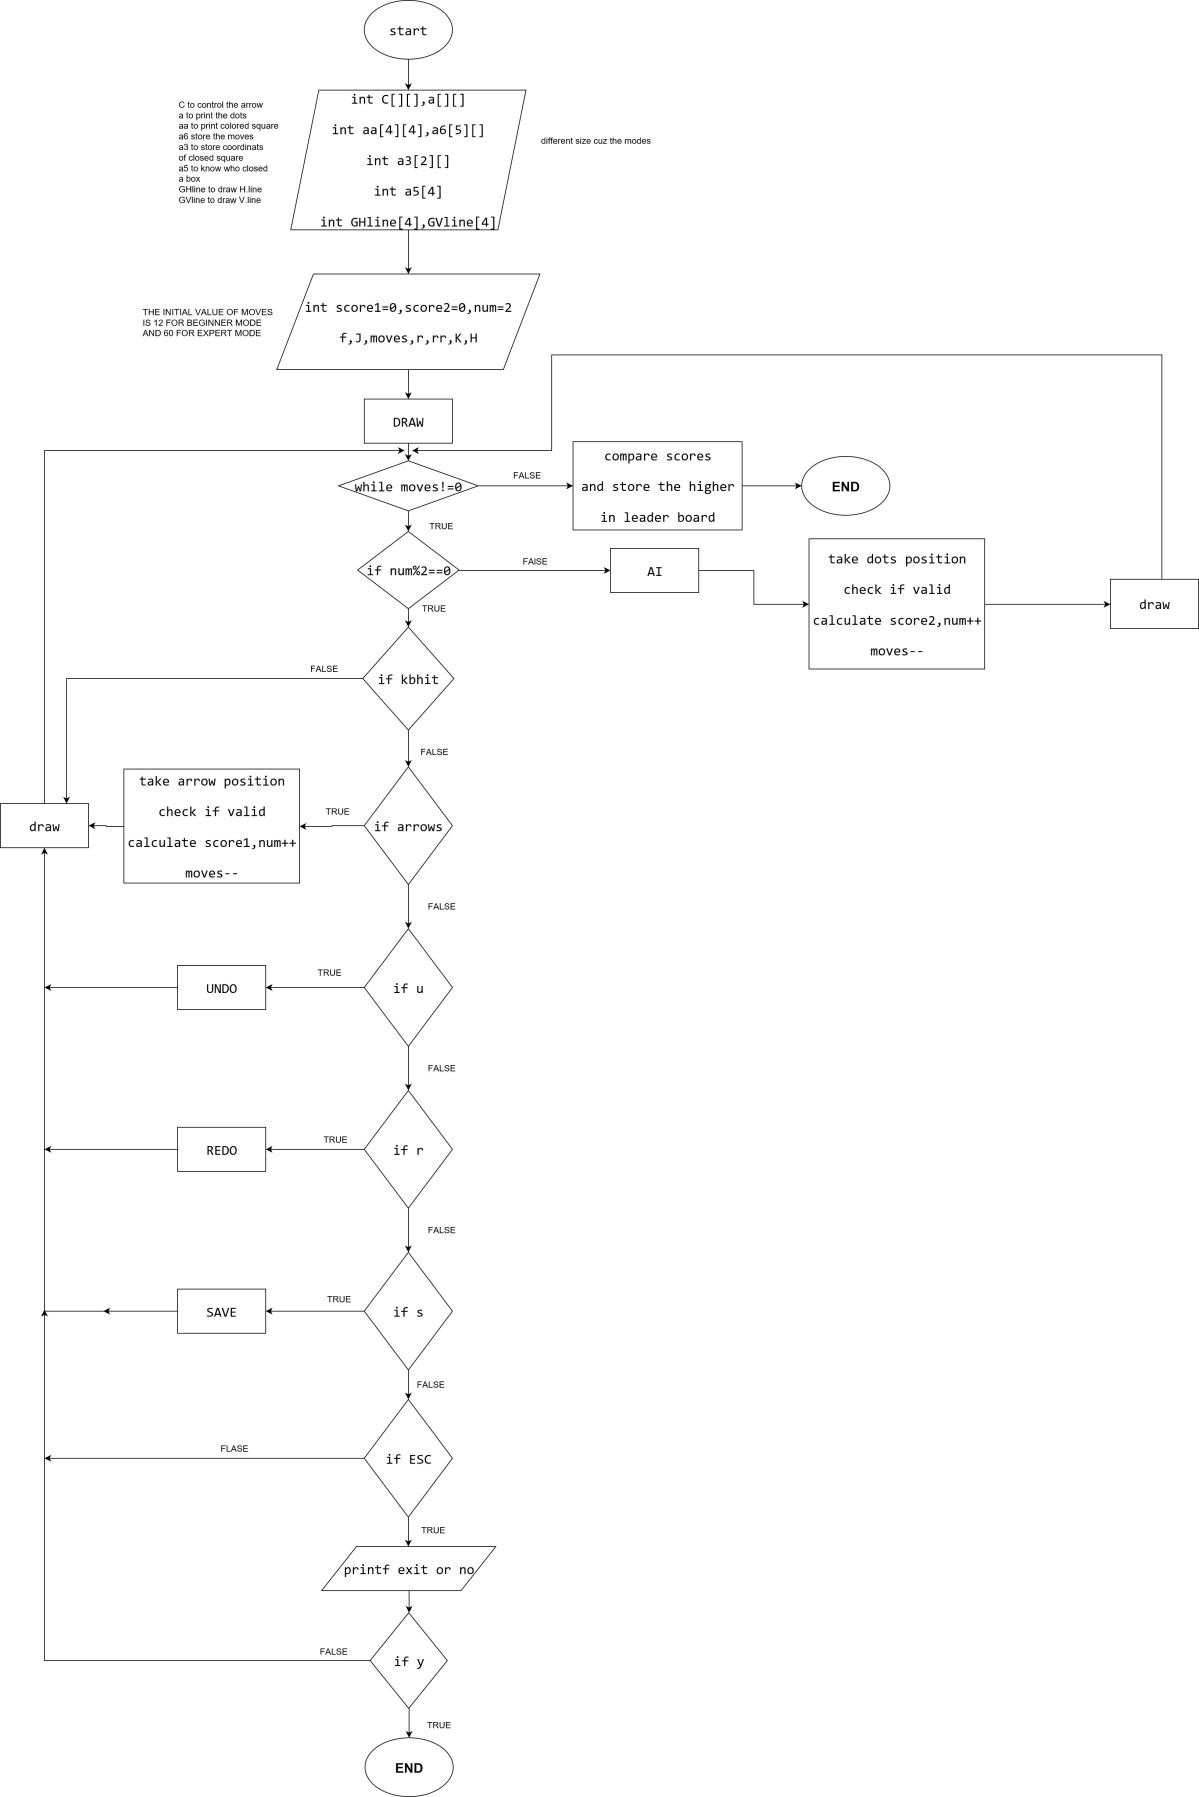 start
C to control the arrow
a to print the dots
aa to print colored square
a6 store the moves
a3 to store coordinats
of closed square
a5 to know who closed
a box
GHline to draw H.line
GVline to draw V.line
int C[][],a[][]
int aa[4][4],a6[5][]
int a3[2][]
int a5[4]
int GHline[4],GVline[4]
different size cuz the modes
THE INITIAL VALUE OF MOVES
IS 12 FOR BEGINNER MODE
AND 60 FOR EXPERT MODE
int score1=0,score2=0,num=2
f,J,moves,r,rr,K,H
DRAW
while moves!=0
FALSE
compare scores
and store the higher
in leader board
END
TRUE
if num%2==0
FAlSE
AI
take dots position
check if valid
calculate score2,num++
moves--
draw
TRUE
if kbhit
FALSE
FALSE
if arrows
TRUE
take arrow position
check if valid
calculate score1,num++
moves--
draw
FALSE
if u
TRUE
UNDO
FALSE
if r
TRUE
REDO
FALSE
if s
TRUE
SAVE
FALSE
if ESC
FLASE
TRUE
printf exit or no
if y
FALSE
TRUE
END